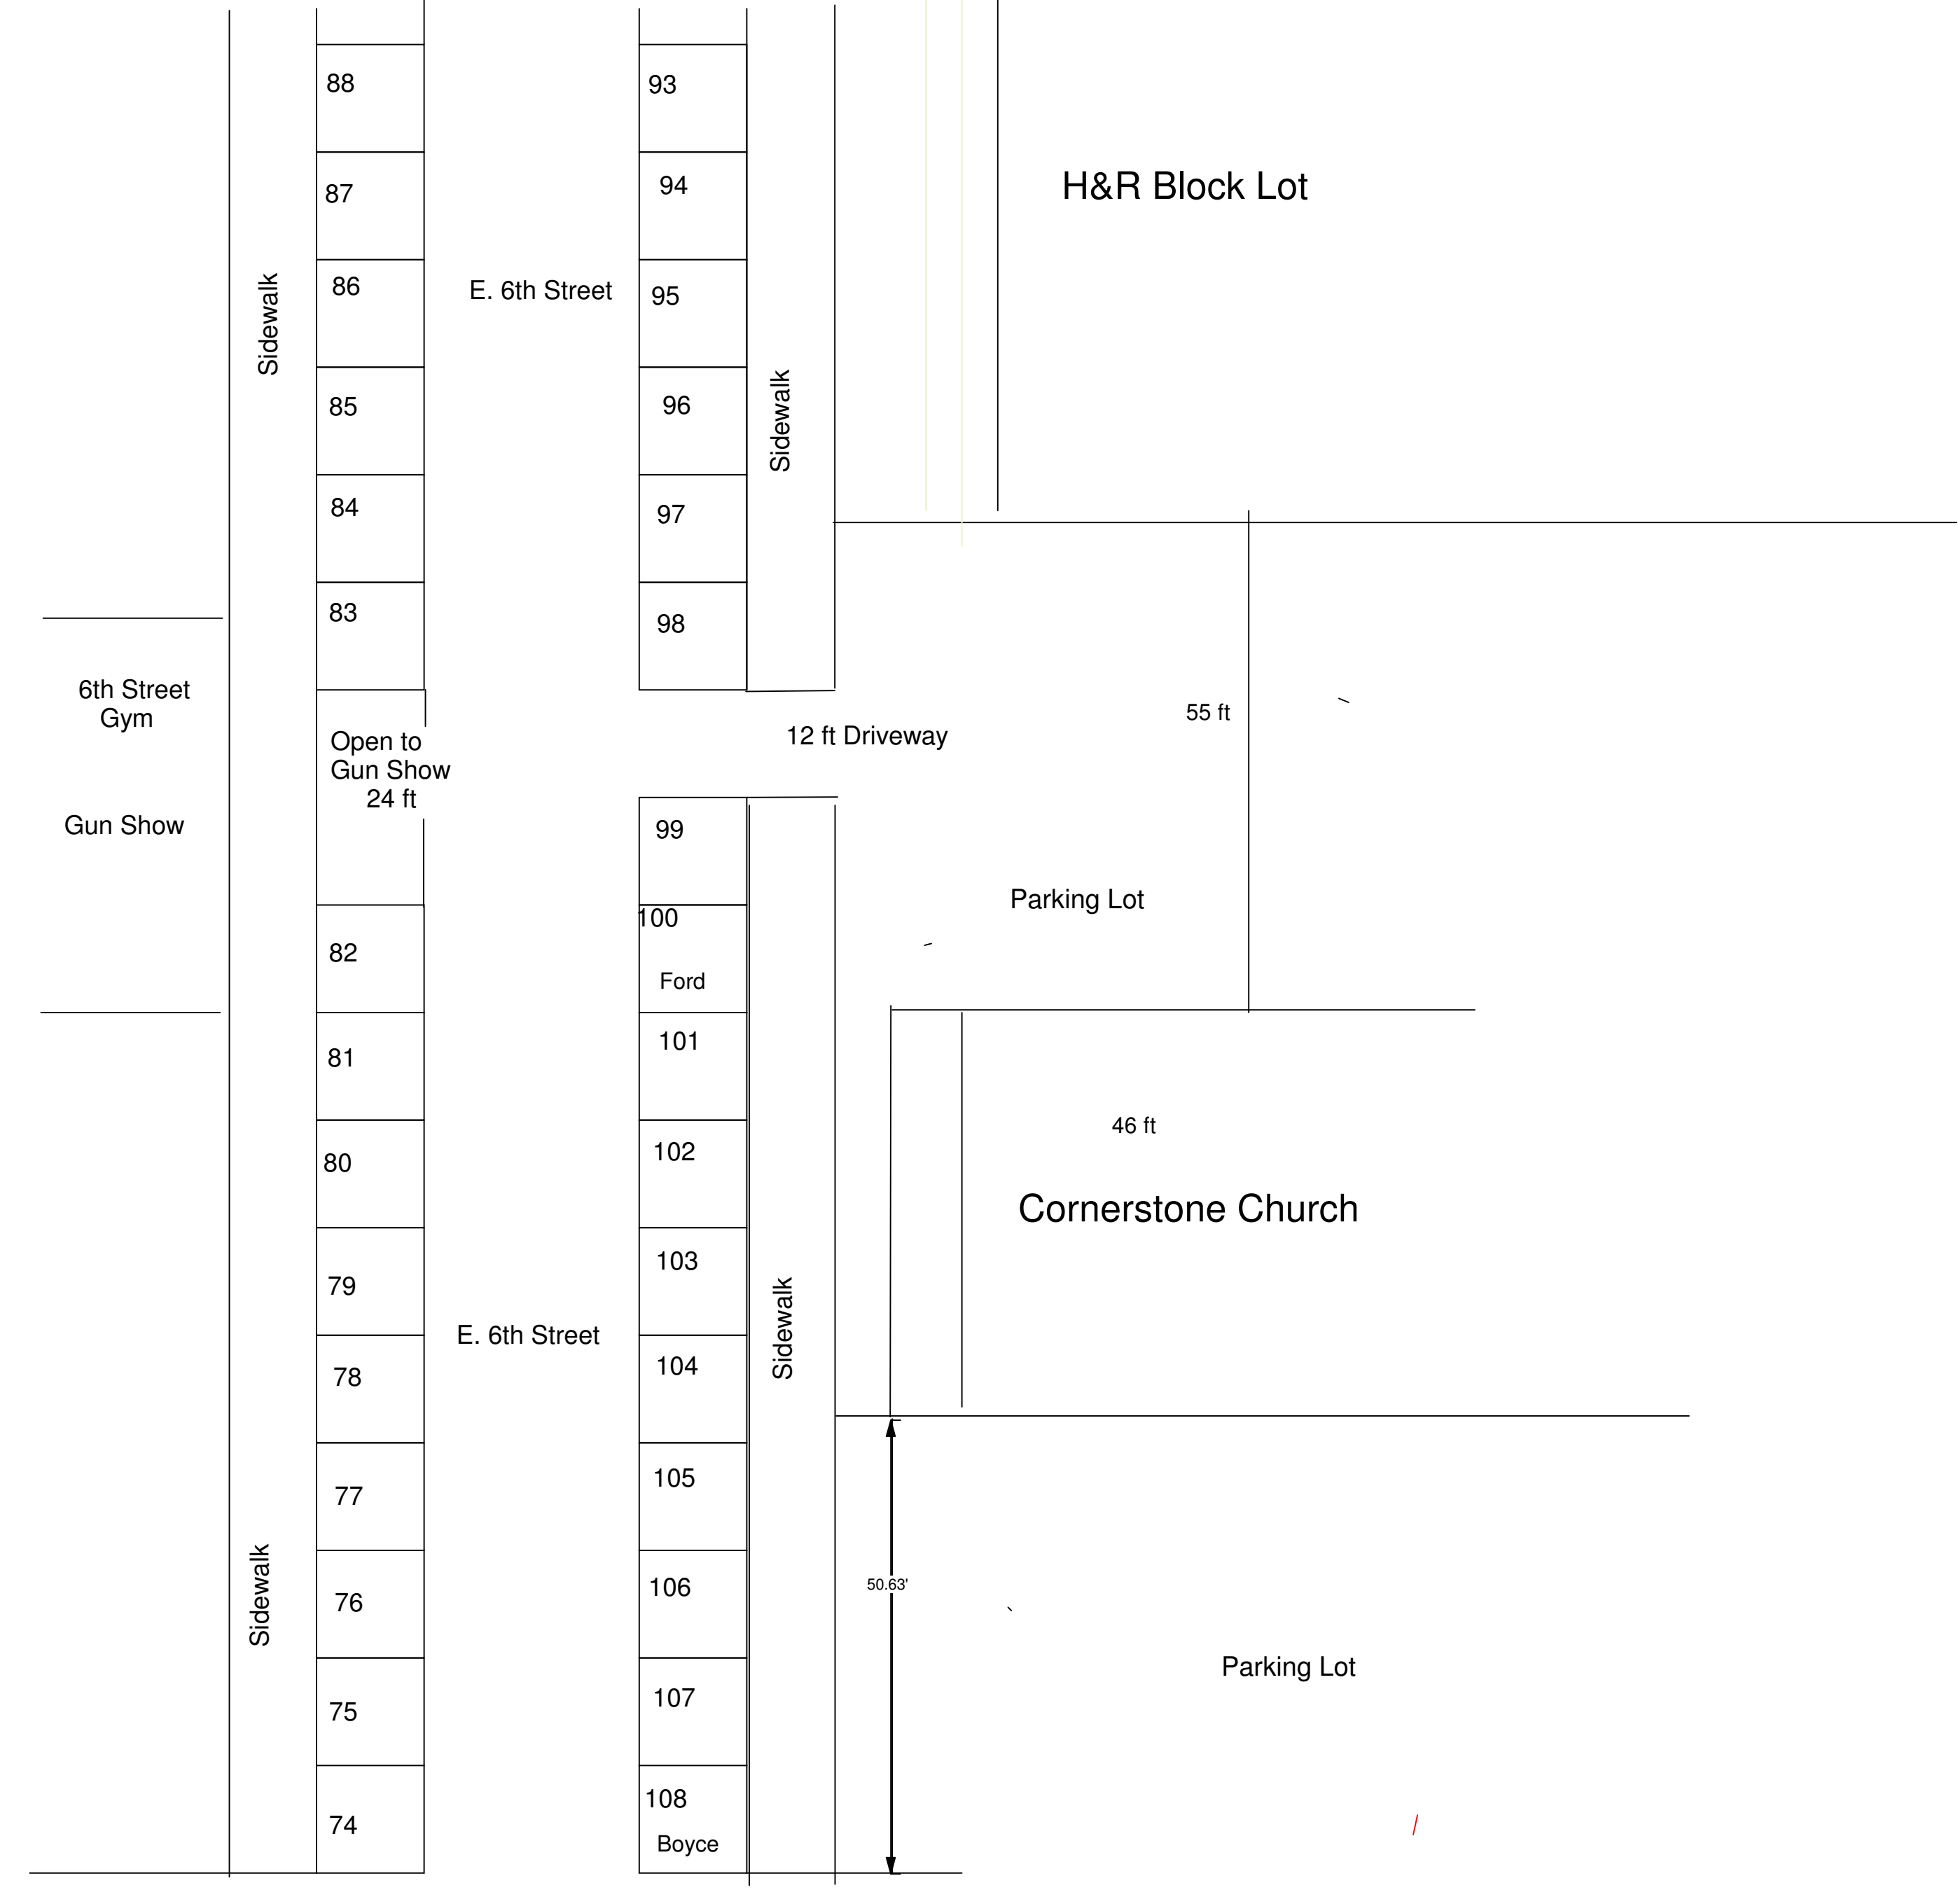 88
93
94
H&R Block Lot
87
86
E. 6th Street
95
Sidewalk
85
96
Sidewalk
84
97
83
98
6th Street
Gym
55 ft
Open to
Gun Show
24 ft
12 ft Driveway
Gun Show
99
Parking Lot
100
Ford
82
101
81
46 ft
102
80
Cornerstone Church
103
79
E. 6th Street
Sidewalk
104
78
105
77
50.63'
106
76
Sidewalk
Parking Lot
107
75
108
Boyce
74